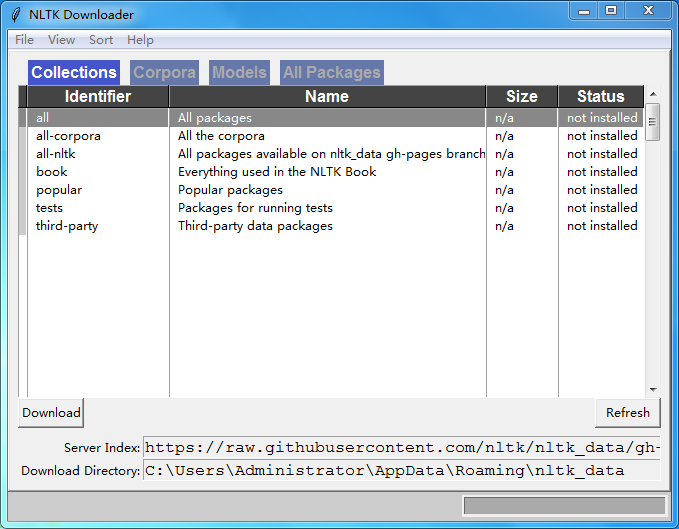 NLTK Downloader
File View Sort Help
Collections Corpora Models All Packages
Identifier Name Size Status
all All packages n/a not installed
all-corpora All the corpora n/a not installed
all-nltk All packages available on nltk_data gh-pages branch n/a not installed
book Everything used in the NLTK Book n/a not installed
popular Popular packages n/a not installed
tests Packages for running tests n/a not installed
third-party Third-party data packages n/a not installed
Download Refresh
Server Index: https://raw.githubusercontent.com/nltk/nltk_data/gh-
Download Directory: C:\Users\Administrator\AppData\Roaming\nltk_data